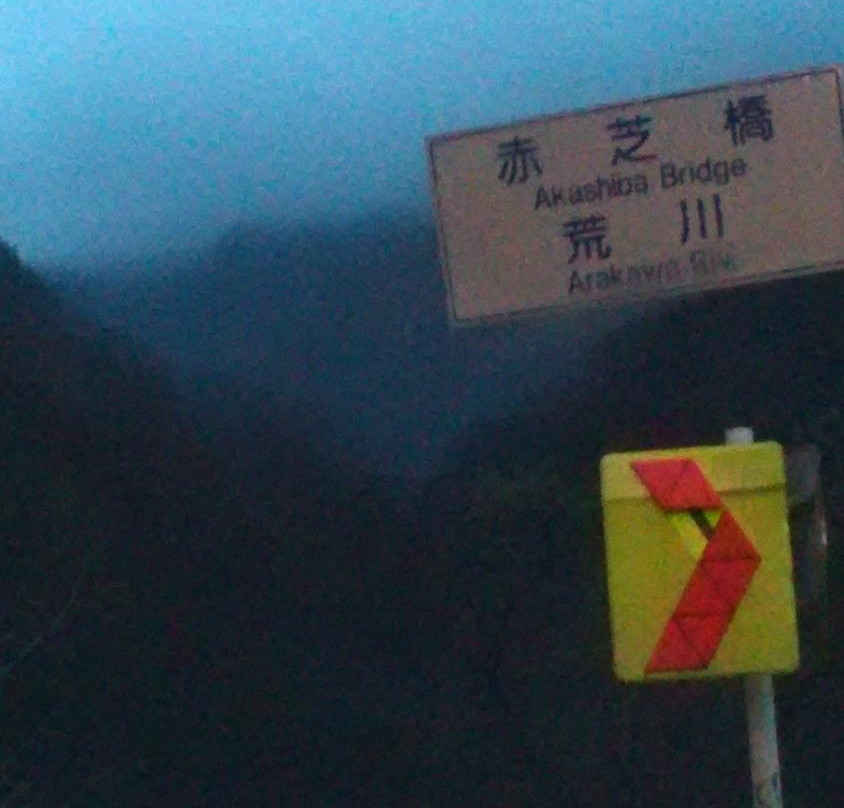 赤芝橋
Akashiba Bridge
荒川
Arakawa